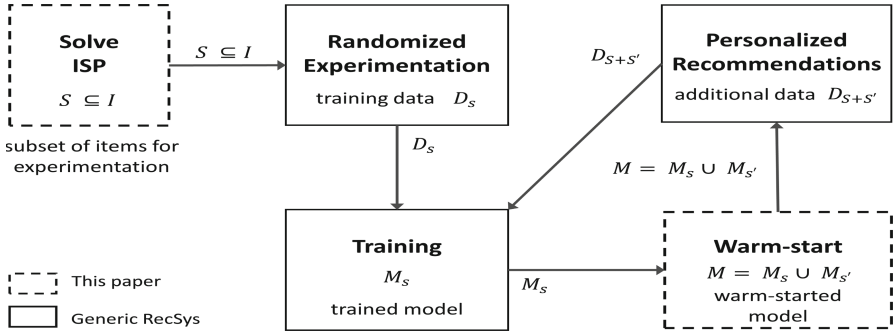 Solve
ISP
S ⊆ I
subset of items for
experimentation
S ⊆ I
Randomized
Experimentation
training data D_s
D_s
D_{S+S′}
Personalized
Recommendations
additional data D_{S+S′}
M = M_s ∪ M_{s′}
Training
M_s
trained model
M_s
Warm-start
M = M_s ∪ M_{s′}
warm-started
model
This paper
Generic RecSys